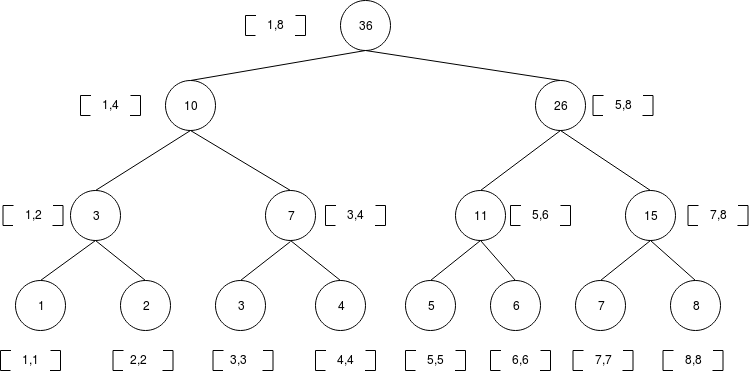 [ 1,8 ] 36
[ 1,4 ] 10 26 [ 5,8 ]
[ 1,2 ] 3 7 [ 3,4 ] 11 [ 5,6 ] 15 [ 7,8 ]
1 2 3 4 5 6 7 8
[ 1,1 ] [ 2,2 ] [ 3,3 ] [ 4,4 ] [ 5,5 ] [ 6,6 ] [ 7,7 ] [ 8,8 ]